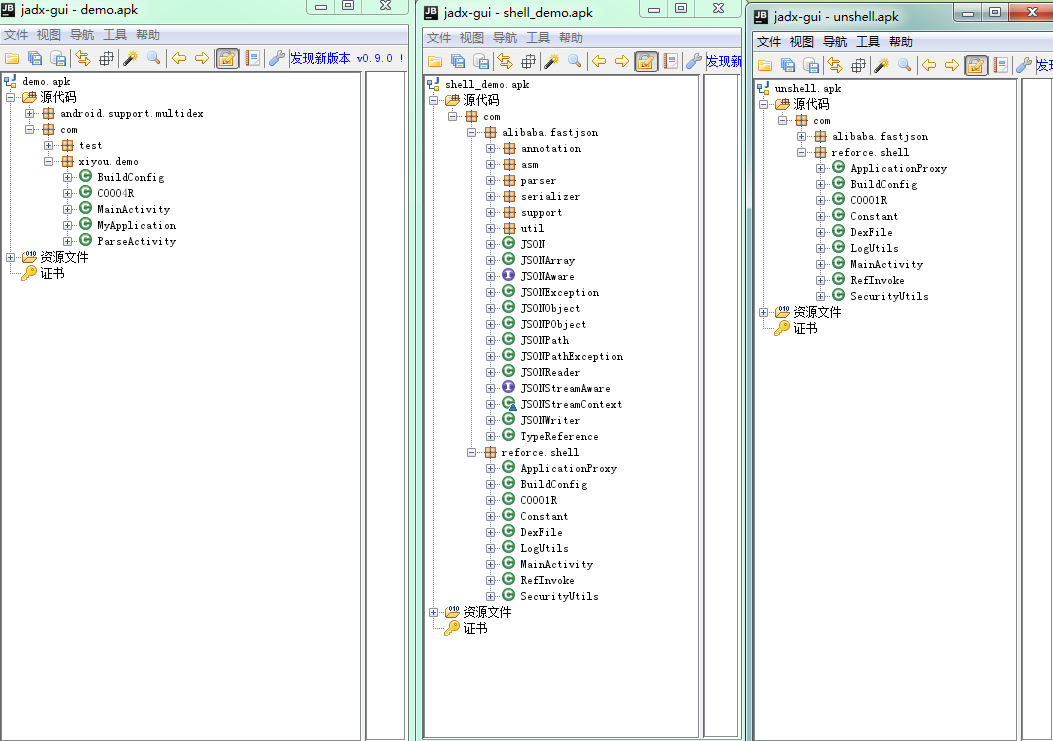 jadx-gui - demo.apk
文件 视图 导航 工具 帮助
发现新版本 v0.9.0 !
demo.apk
源代码
android.support.multidex
com
test
xiyou.demo
BuildConfig
C0004R
MainActivity
MyApplication
ParseActivity
资源文件
证书
jadx-gui - shell_demo.apk
文件 视图 导航 工具 帮助
发现新
shell_demo.apk
源代码
com
alibaba.fastjson
annotation
asm
parser
serializer
support
util
JSON
JSONArray
JSONAware
JSONException
JSONObject
JSONPObject
JSONPath
JSONPathException
JSONReader
JSONStreamAware
JSONStreamContext
JSONWriter
TypeReference
reforce.shell
ApplicationProxy
BuildConfig
C0001R
Constant
DexFile
LogUtils
MainActivity
RefInvoke
SecurityUtils
资源文件
证书
jadx-gui - unshell.apk
文件 视图 导航 工具 帮助
发
unshell.apk
源代码
com
alibaba.fastjson
reforce.shell
ApplicationProxy
BuildConfig
C0001R
Constant
DexFile
LogUtils
MainActivity
RefInvoke
SecurityUtils
资源文件
证书